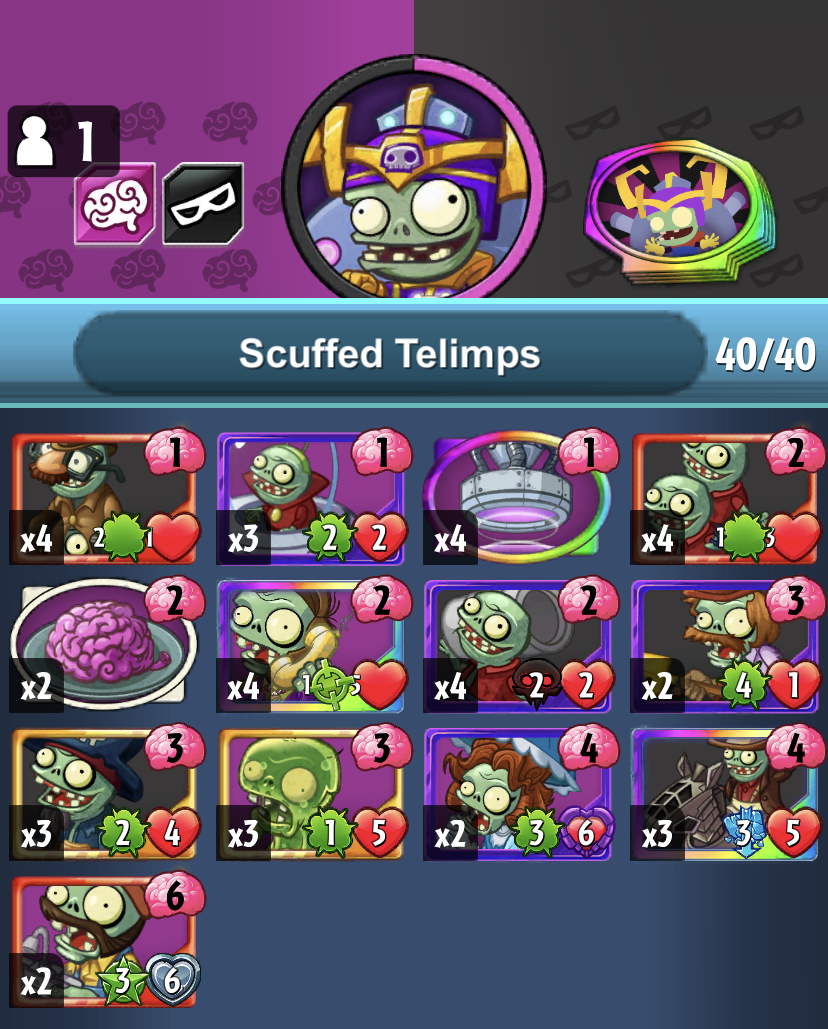 1
Scuffed Telimps 40/40
1 1 1 2
x4 2 1 x3 2 2 x4 x4 1 3
2 2 2 3
x2 x4 1 5 x4 2 2 x2 4 1
3 3 4 4
x3 2 4 x3 1 5 x2 3 6 x3 3 5
6
x2 3 6